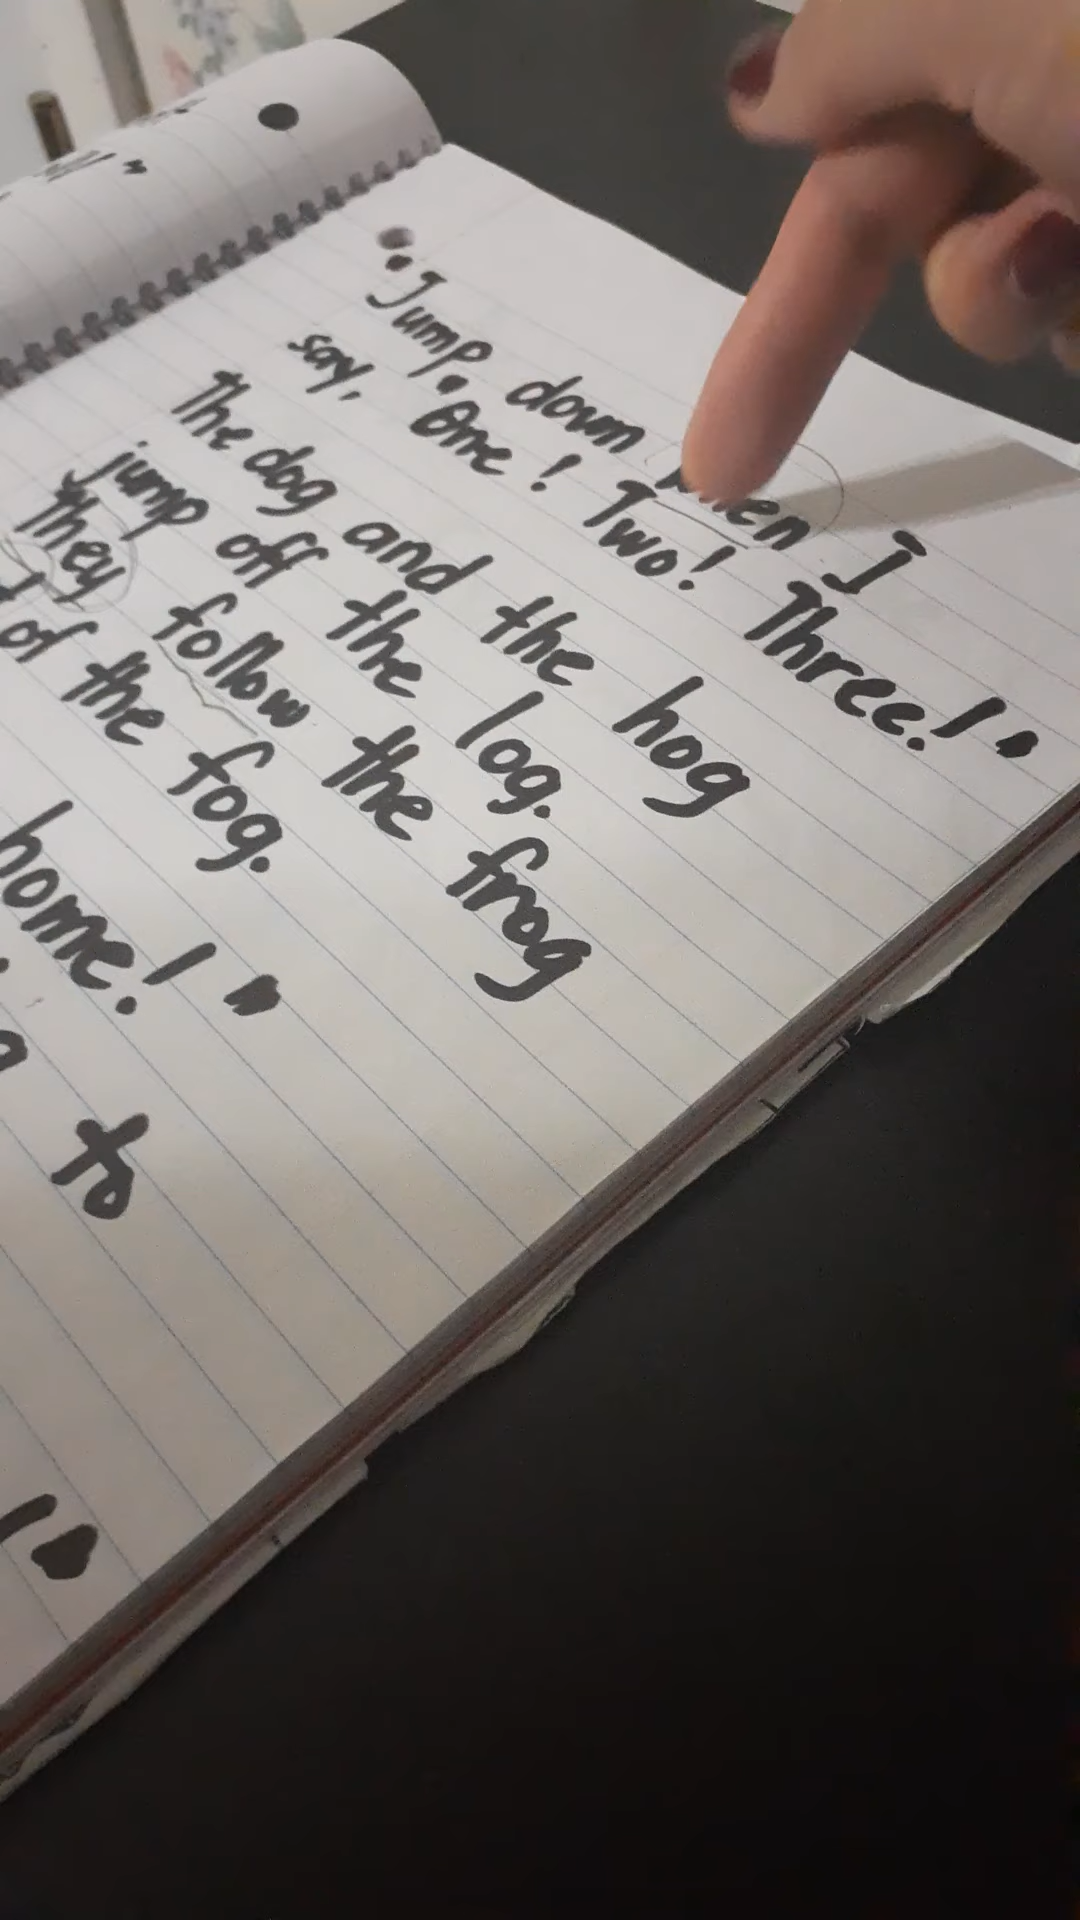 "Jump down when I
say, "One! Two! Three!"
The dog and the hog
jump off the log.
They follow the frog
of the fog.
home!"
to